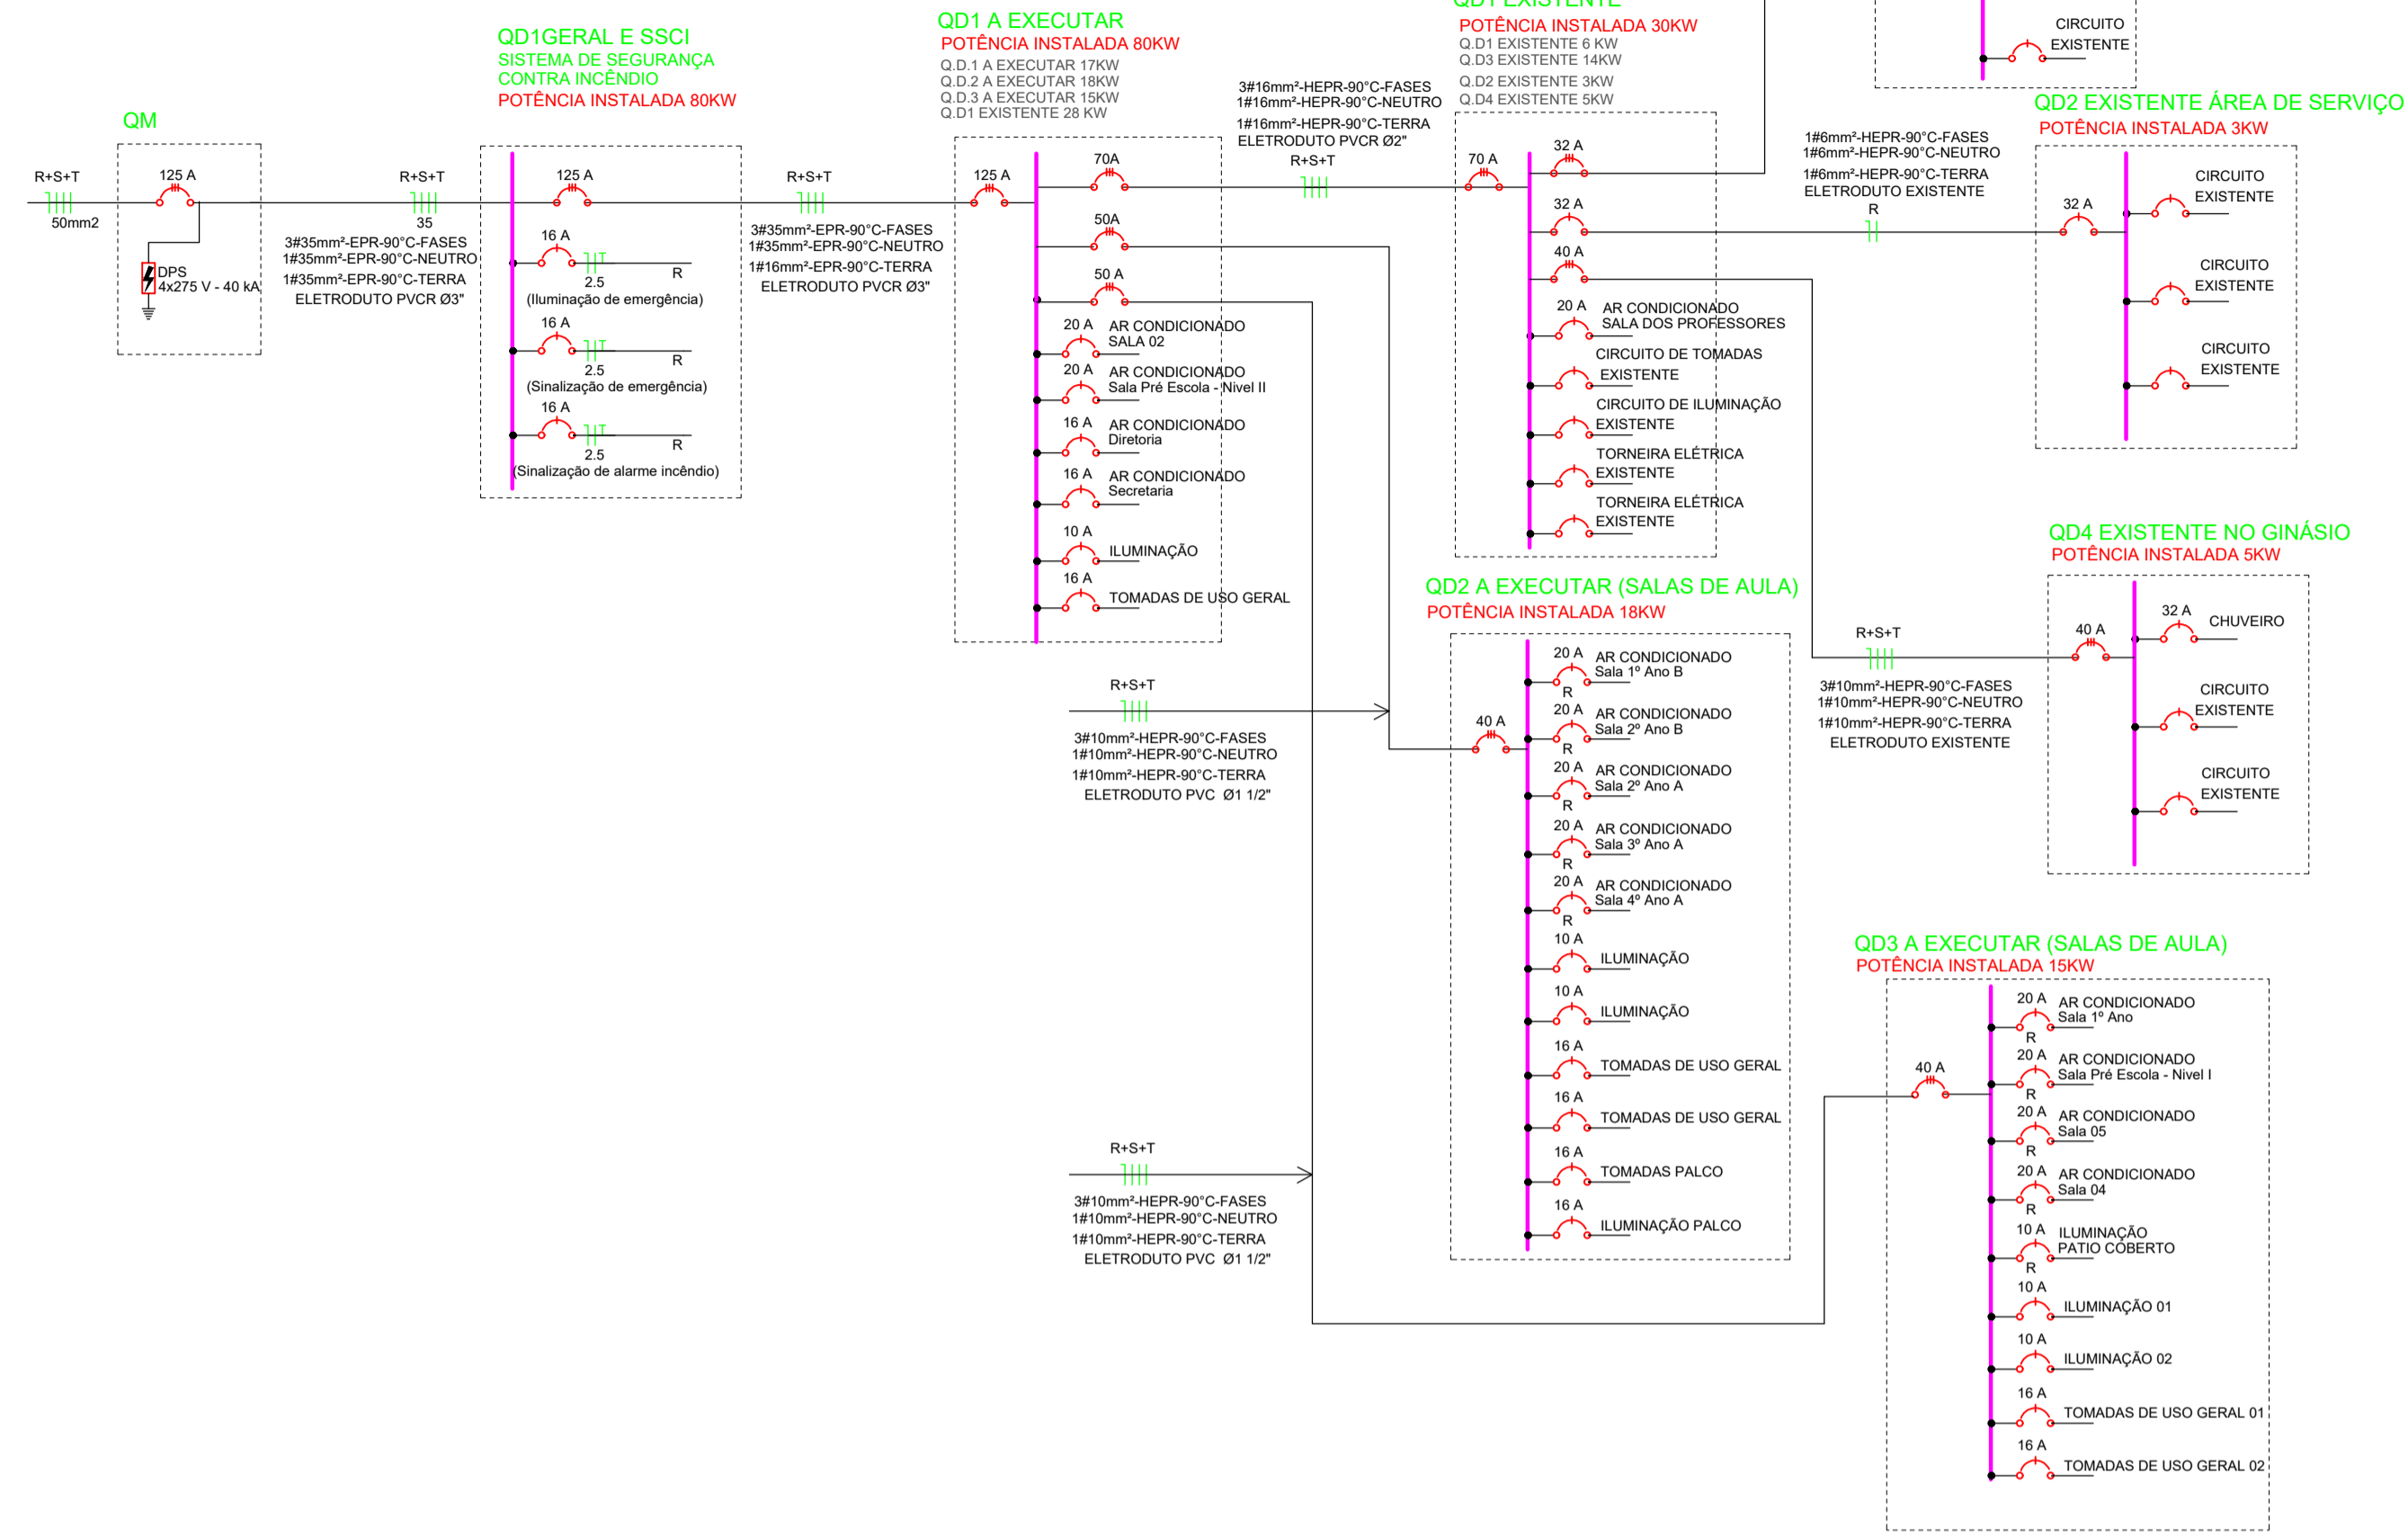 QM
R+S+T
50mm2
125 A
DPS
4x275 V - 40 kA
R+S+T
35
3#35mm²-EPR-90°C-FASES
1#35mm²-EPR-90°C-NEUTRO
1#35mm²-EPR-90°C-TERRA
ELETRODUTO PVCR Ø3"
QD1GERAL E SSCI
SISTEMA DE SEGURANÇA
CONTRA INCÊNDIO
POTÊNCIA INSTALADA 80KW
125 A
16 A
2.5
R
(Iluminação de emergência)
16 A
2.5
R
(Sinalização de emergência)
16 A
2.5
R
(Sinalização de alarme incêndio)
R+S+T
3#35mm²-EPR-90°C-FASES
1#35mm²-EPR-90°C-NEUTRO
1#16mm²-EPR-90°C-TERRA
ELETRODUTO PVCR Ø3"
QD1 A EXECUTAR
POTÊNCIA INSTALADA 80KW
Q.D.1 A EXECUTAR 17KW
Q.D.2 A EXECUTAR 18KW
Q.D.3 A EXECUTAR 15KW
Q.D1 EXISTENTE 28 KW
125 A
70A
50A
50 A
20 A AR CONDICIONADO
SALA 02
20 A AR CONDICIONADO
Sala Pré Escola - Nivel II
16 A AR CONDICIONADO
Diretoria
16 A AR CONDICIONADO
Secretaria
10 A
ILUMINAÇÃO
16 A
TOMADAS DE USO GERAL
3#16mm²-HEPR-90°C-FASES
1#16mm²-HEPR-90°C-NEUTRO
1#16mm²-HEPR-90°C-TERRA
ELETRODUTO PVCR Ø2"
R+S+T
QD1 EXISTENTE
POTÊNCIA INSTALADA 30KW
Q.D1 EXISTENTE 6 KW
Q.D3 EXISTENTE 14KW
Q.D2 EXISTENTE 3KW
Q.D4 EXISTENTE 5KW
70 A
32 A
32 A
40 A
20 A AR CONDICIONADO
SALA DOS PROFESSORES
CIRCUITO DE TOMADAS
EXISTENTE
CIRCUITO DE ILUMINAÇÃO
EXISTENTE
TORNEIRA ELÉTRICA
EXISTENTE
TORNEIRA ELÉTRICA
EXISTENTE
CIRCUITO
EXISTENTE
1#6mm²-HEPR-90°C-FASES
1#6mm²-HEPR-90°C-NEUTRO
1#6mm²-HEPR-90°C-TERRA
ELETRODUTO EXISTENTE
R
QD2 EXISTENTE ÁREA DE SERVIÇO
POTÊNCIA INSTALADA 3KW
32 A
CIRCUITO
EXISTENTE
CIRCUITO
EXISTENTE
CIRCUITO
EXISTENTE
R+S+T
3#10mm²-HEPR-90°C-FASES
1#10mm²-HEPR-90°C-NEUTRO
1#10mm²-HEPR-90°C-TERRA
ELETRODUTO EXISTENTE
QD4 EXISTENTE NO GINÁSIO
POTÊNCIA INSTALADA 5KW
40 A
32 A
CHUVEIRO
CIRCUITO
EXISTENTE
CIRCUITO
EXISTENTE
R+S+T
3#10mm²-HEPR-90°C-FASES
1#10mm²-HEPR-90°C-NEUTRO
1#10mm²-HEPR-90°C-TERRA
ELETRODUTO PVC Ø1 1/2"
QD2 A EXECUTAR (SALAS DE AULA)
POTÊNCIA INSTALADA 18KW
40 A
20 A AR CONDICIONADO
Sala 1º Ano B
R
20 A AR CONDICIONADO
Sala 2º Ano B
R
20 A AR CONDICIONADO
Sala 2º Ano A
R
20 A AR CONDICIONADO
Sala 3º Ano A
R
20 A AR CONDICIONADO
Sala 4º Ano A
R
10 A
ILUMINAÇÃO
10 A
ILUMINAÇÃO
16 A
TOMADAS DE USO GERAL
16 A
TOMADAS DE USO GERAL
16 A
TOMADAS PALCO
16 A
ILUMINAÇÃO PALCO
R+S+T
3#10mm²-HEPR-90°C-FASES
1#10mm²-HEPR-90°C-NEUTRO
1#10mm²-HEPR-90°C-TERRA
ELETRODUTO PVC Ø1 1/2"
QD3 A EXECUTAR (SALAS DE AULA)
POTÊNCIA INSTALADA 15KW
40 A
20 A AR CONDICIONADO
Sala 1º Ano
R
20 A AR CONDICIONADO
Sala Pré Escola - Nivel I
R
20 A AR CONDICIONADO
Sala 05
R
20 A AR CONDICIONADO
Sala 04
R
10 A ILUMINAÇÃO
PATIO COBERTO
R
10 A
ILUMINAÇÃO 01
10 A
ILUMINAÇÃO 02
16 A
TOMADAS DE USO GERAL 01
16 A
TOMADAS DE USO GERAL 02